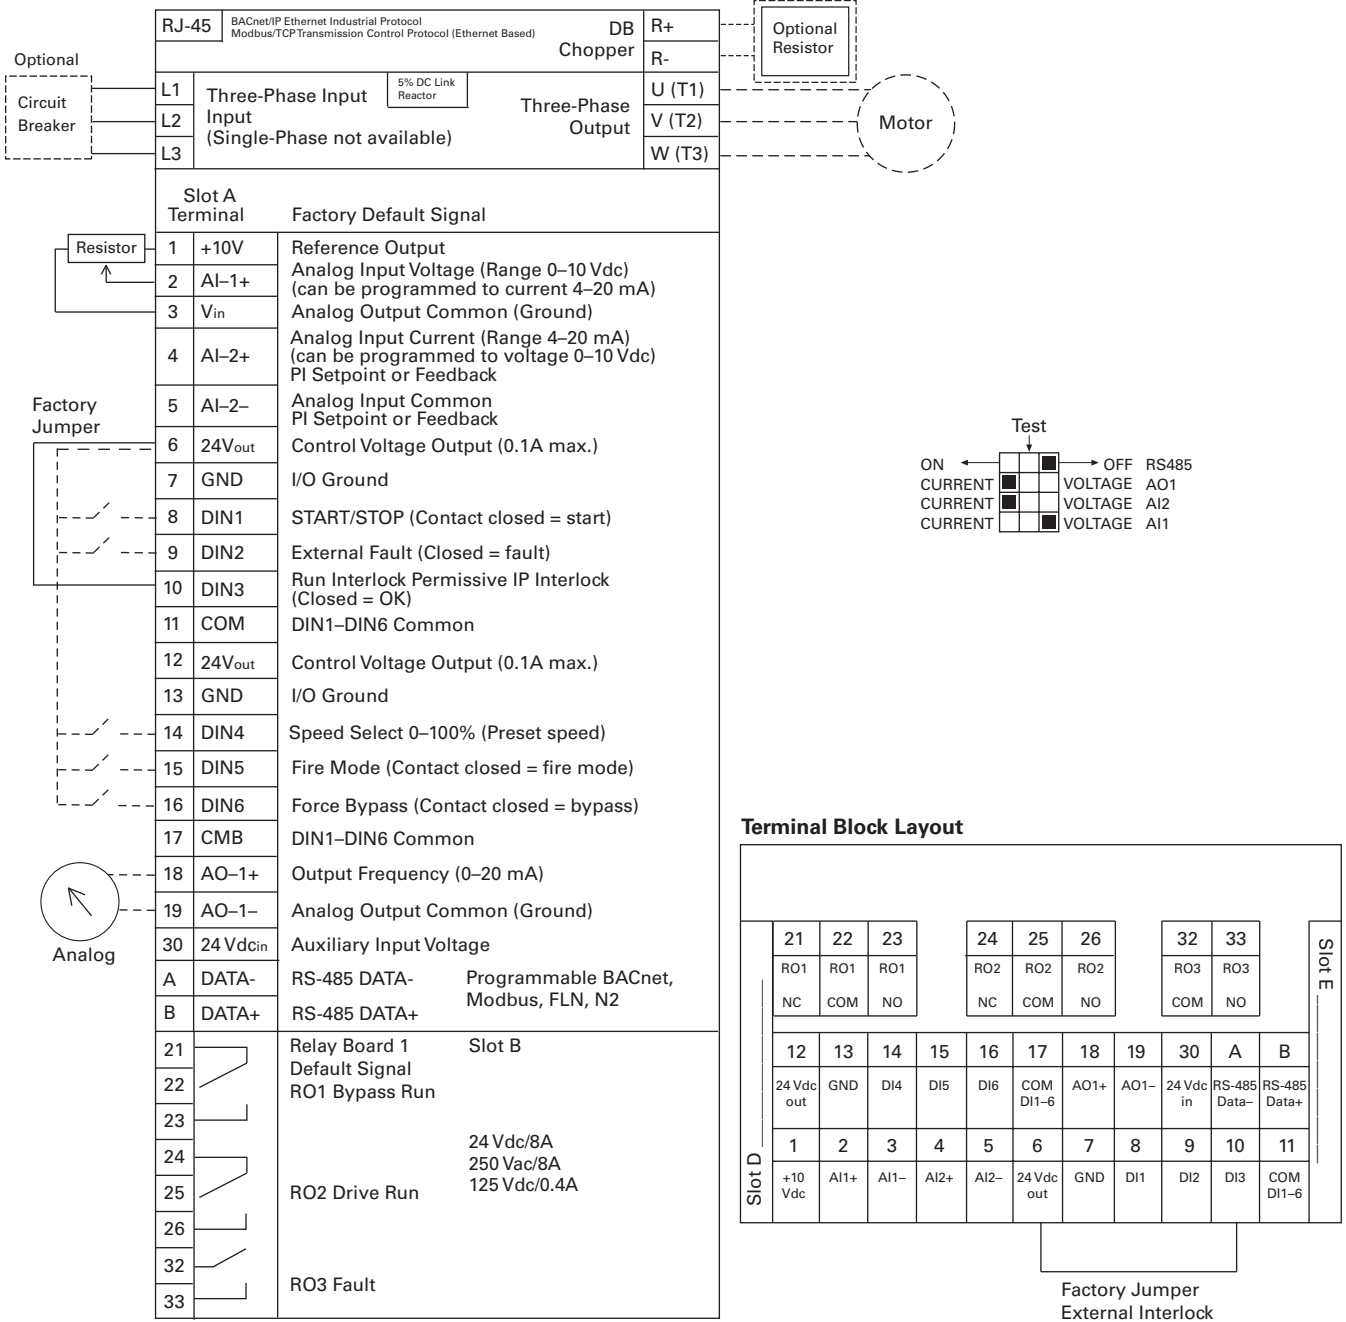 RJ-45
BACnet/IP Ethernet Industrial Protocol
Modbus/TCP Transmission Control Protocol (Ethernet Based)
DB
Chopper
R+
R-
Optional
Resistor
Optional
Circuit
Breaker
L1
L2
L3
Three-Phase Input
Input
(Single-Phase not available)
5% DC Link
Reactor
Three-Phase
Output
U (T1)
V (T2)
W (T3)
Motor
Slot A
Terminal
Factory Default Signal
Resistor
1 +10V Reference Output
2 AI–1+ Analog Input Voltage (Range 0–10 Vdc)
(can be programmed to current 4–20 mA)
3 Vin Analog Output Common (Ground)
4 AI–2+ Analog Input Current (Range 4–20 mA)
(can be programmed to voltage 0–10 Vdc)
PI Setpoint or Feedback
5 AI–2– Analog Input Common
PI Setpoint or Feedback
Factory
Jumper
6 24Vout Control Voltage Output (0.1A max.)
7 GND I/O Ground
8 DIN1 START/STOP (Contact closed = start)
9 DIN2 External Fault (Closed = fault)
10 DIN3 Run Interlock Permissive IP Interlock
(Closed = OK)
11 COM DIN1–DIN6 Common
12 24Vout Control Voltage Output (0.1A max.)
13 GND I/O Ground
14 DIN4 Speed Select 0–100% (Preset speed)
15 DIN5 Fire Mode (Contact closed = fire mode)
16 DIN6 Force Bypass (Contact closed = bypass)
17 CMB DIN1–DIN6 Common
18 AO–1+ Output Frequency (0–20 mA)
19 AO–1– Analog Output Common (Ground)
Analog
30 24 Vdcin Auxiliary Input Voltage
A DATA- RS-485 DATA-
B DATA+ RS-485 DATA+
Programmable BACnet,
Modbus, FLN, N2
21
22
23
24
25
26
32
33
Relay Board 1 Slot B
Default Signal
RO1 Bypass Run
24 Vdc/8A
250 Vac/8A
125 Vdc/0.4A
RO2 Drive Run
RO3 Fault
Test
ON OFF RS485
CURRENT VOLTAGE AO1
CURRENT VOLTAGE AI2
CURRENT VOLTAGE AI1
Terminal Block Layout
Slot D
Slot E
21 22 23 24 25 26 32 33
RO1 RO1 RO1 RO2 RO2 RO2 RO3 RO3
NC COM NO NC COM NO COM NO
12 13 14 15 16 17 18 19 30 A B
24 Vdc GND DI4 DI5 DI6 COM AO1+ AO1– 24 Vdc RS-485 RS-485
out DI1–6 in Data– Data+
1 2 3 4 5 6 7 8 9 10 11
+10 AI1+ AI1– AI2+ AI2– 24 Vdc GND DI1 DI2 DI3 COM
Vdc out DI1–6
Factory Jumper
External Interlock